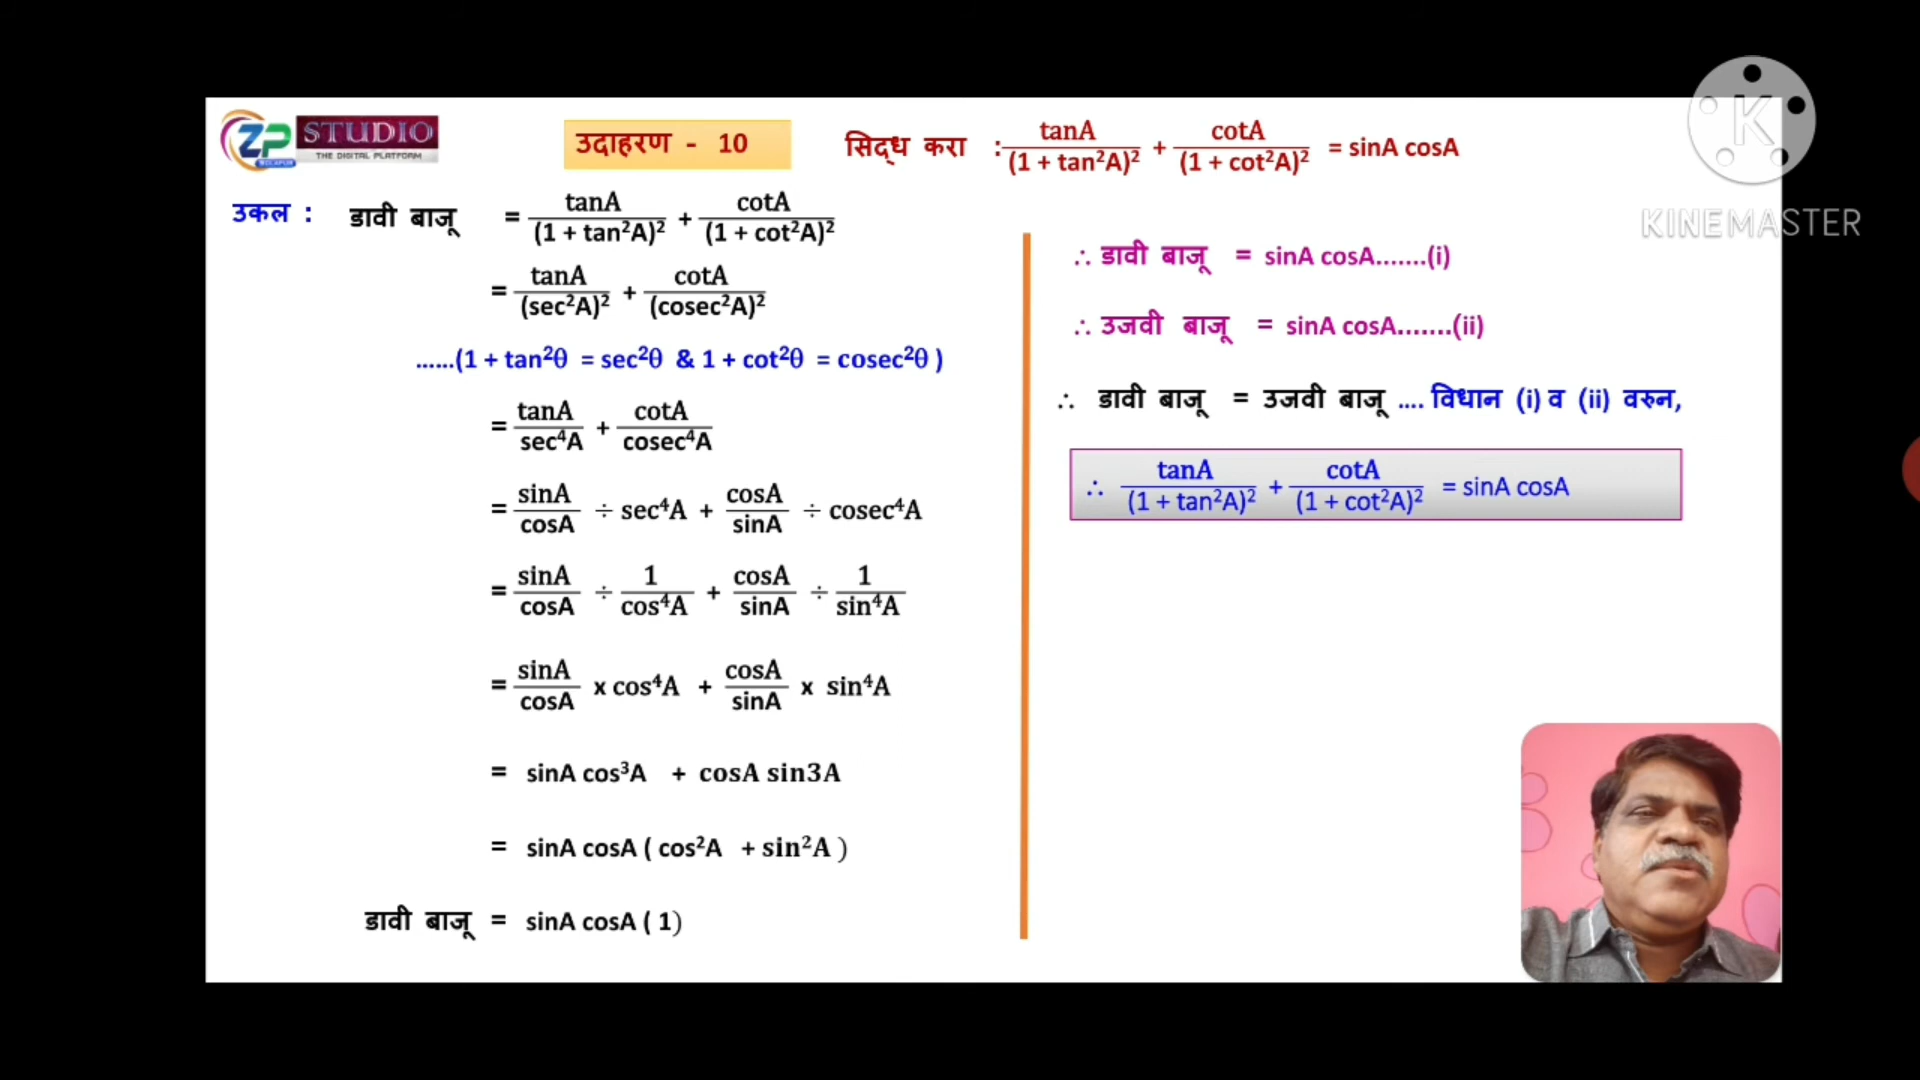 ZP STUDIO
SOLAPUR THE DIGITAL PLATFORM
उदाहरण - 10
सिद्ध करा : tanA/(1 + tan²A)² + cotA/(1 + cot²A)² = sinA cosA
KINEMASTER
उकल : डावी बाजू = tanA/(1 + tan²A)² + cotA/(1 + cot²A)²
= tanA/(sec²A)² + cotA/(cosec²A)²
......(1 + tan²θ = sec²θ & 1 + cot²θ = cosec²θ )
= tanA/sec⁴A + cotA/cosec⁴A
= sinA/cosA ÷ sec⁴A + cosA/sinA ÷ cosec⁴A
= sinA/cosA ÷ 1/cos⁴A + cosA/sinA ÷ 1/sin⁴A
= sinA/cosA x cos⁴A + cosA/sinA x sin⁴A
= sinA cos³A + cosA sin3A
= sinA cosA ( cos²A + sin²A )
डावी बाजू = sinA cosA ( 1)
∴ डावी बाजू = sinA cosA.......(i)
∴ उजवी बाजू = sinA cosA.......(ii)
∴ डावी बाजू = उजवी बाजू .... विधान (i) व (ii) वरुन,
∴ tanA/(1 + tan²A)² + cotA/(1 + cot²A)² = sinA cosA